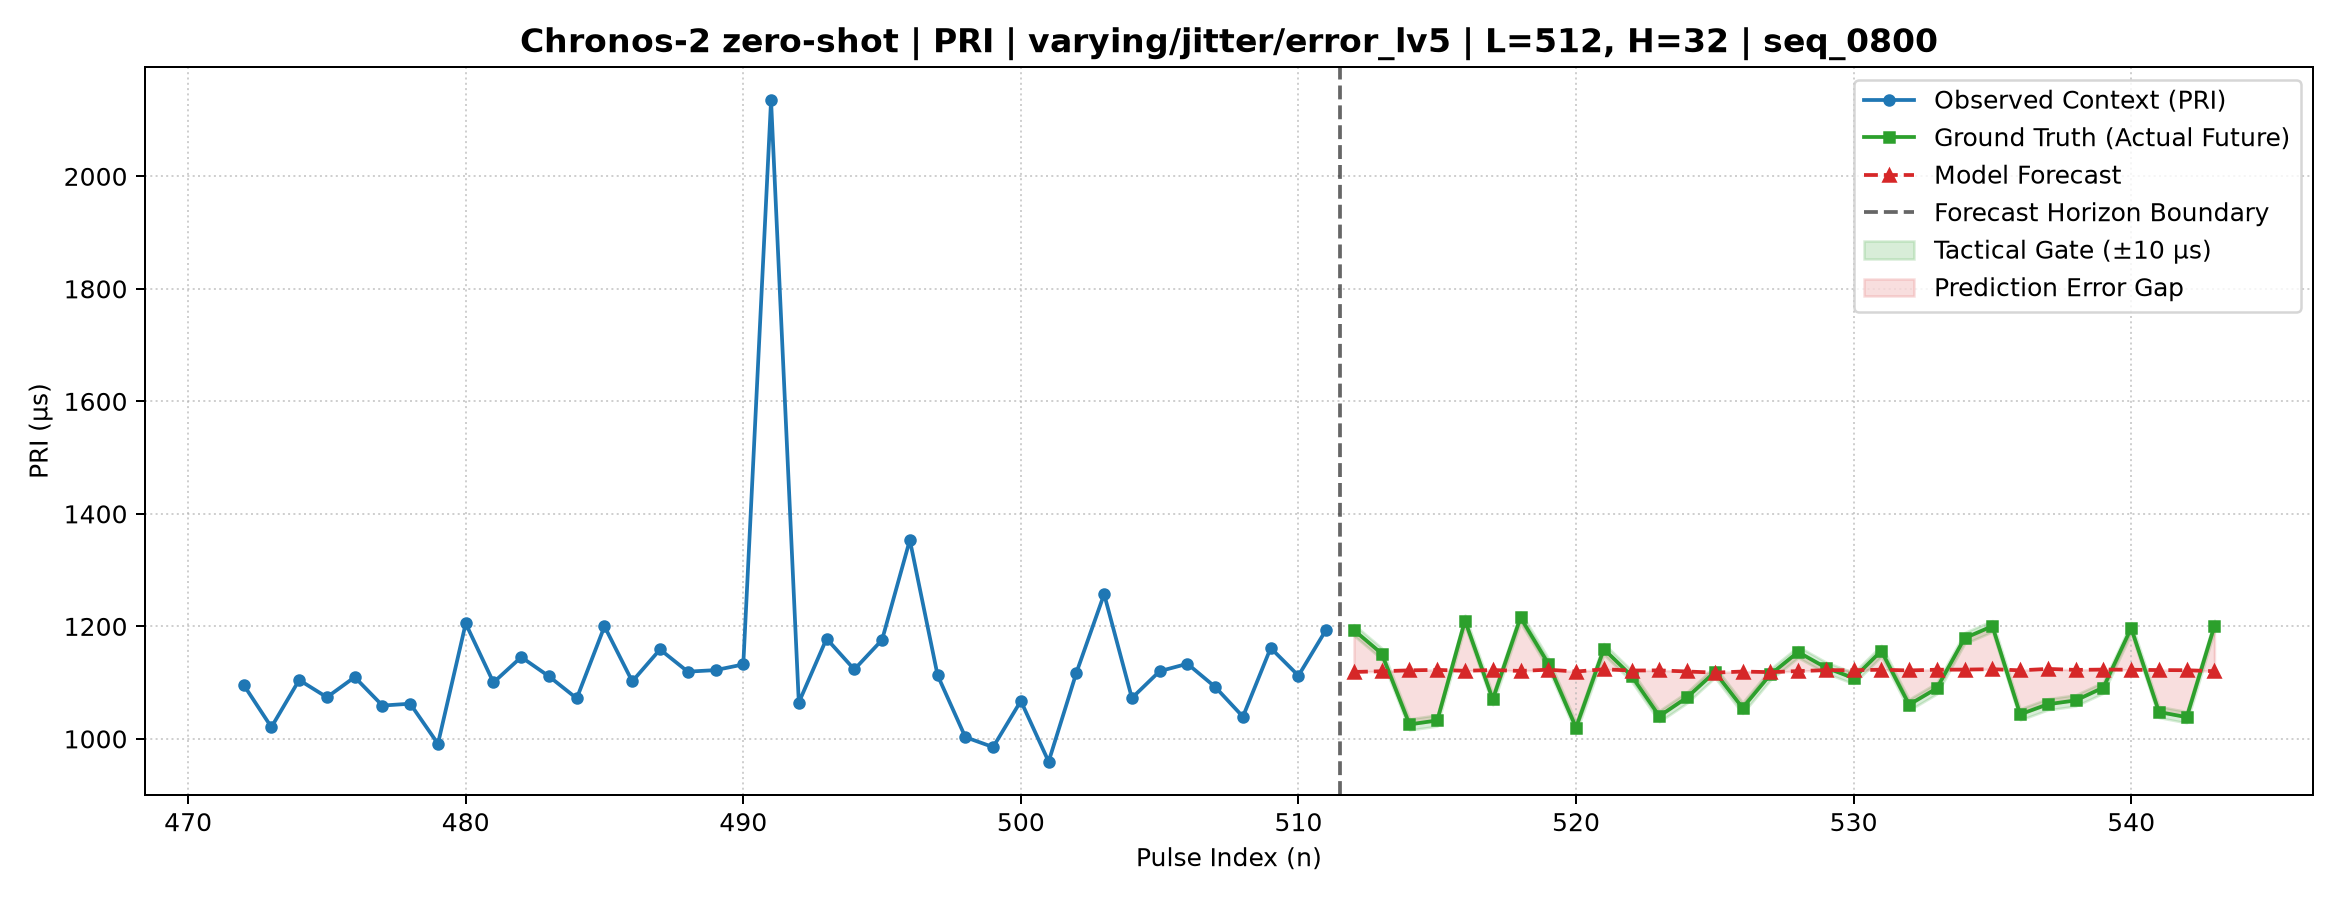 Chronos-2 zero-shot | PRI | varying/jitter/error_lv5 | L=512, H=32 | seq_0800
Observed Context (PRI)
Ground Truth (Actual Future)
Model Forecast
Forecast Horizon Boundary
Tactical Gate (±10 µs)
Prediction Error Gap
PRI (µs)
2000
1800
1600
1400
1200
1000
470 480 490 500 510 520 530 540
Pulse Index (n)